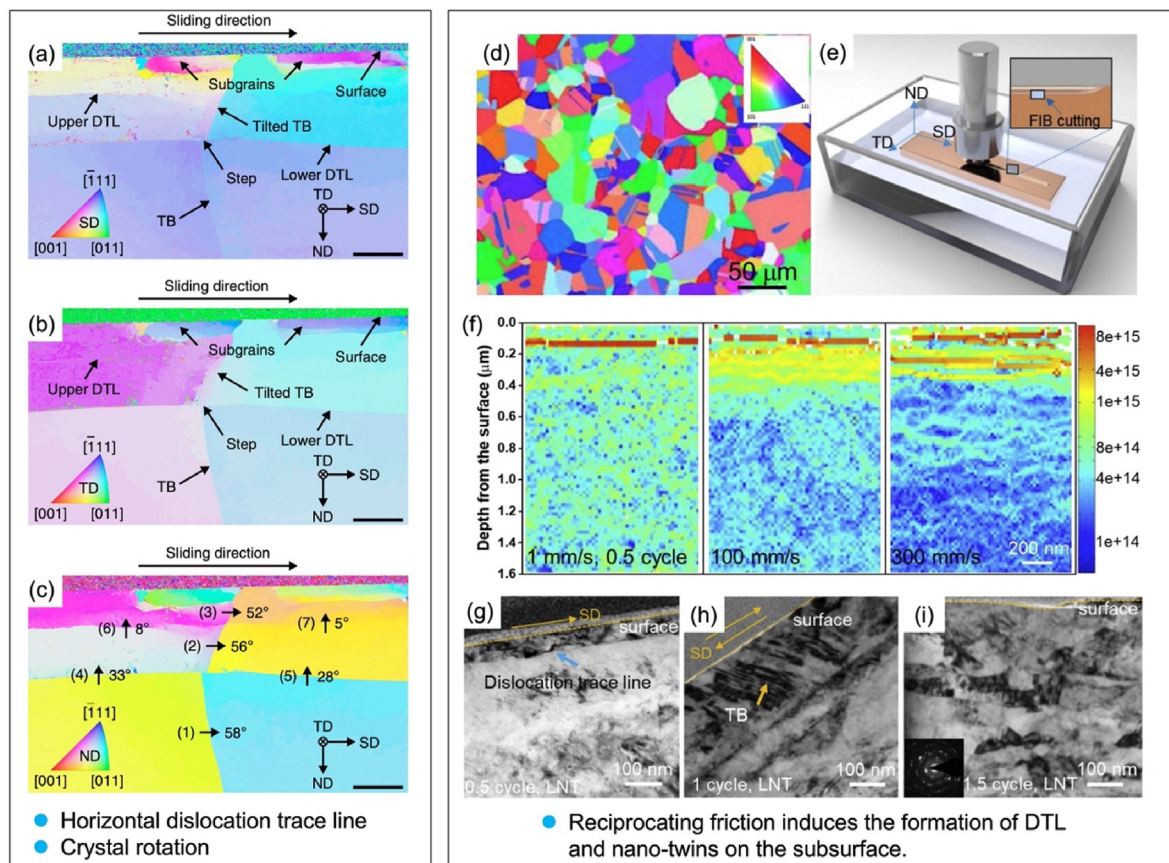 Sliding direction
(a)
Subgrains
Surface
Upper DTL
Tilted TB
Step
Lower DTL
TB
[1̄11]
SD
[001] [011]
TD
SD
ND
Sliding direction
(b)
Subgrains
Surface
Upper DTL
Tilted TB
Step
Lower DTL
TB
[1̄11]
TD
[001] [011]
TD
SD
ND
Sliding direction
(c)
(3) → 52°
(6) ↑ 8°
(7) ↑ 5°
(2) → 56°
(4) ↑ 33°
(5) ↑ 28°
(1) → 58°
[1̄11]
ND
[001] [011]
TD
SD
ND
● Horizontal dislocation trace line
● Crystal rotation
(d)
001
101
111
50 μm
(e)
ND
TD
SD
FIB cutting
(f)
Depth from the surface (μm)
0.0
0.2
0.4
0.6
0.8
1.0
1.2
1.4
1.6
1 mm/s, 0.5 cycle
100 mm/s
300 mm/s
200 nm
8e+15
4e+15
1e+15
8e+14
4e+14
1e+14
(g)
SD
surface
Dislocation trace line
0.5 cycle, LNT
100 nm
(h)
SD
surface
TB
1 cycle, LNT
100 nm
(i)
surface
1.5 cycle, LNT
100 nm
● Reciprocating friction induces the formation of DTL
and nano-twins on the subsurface.